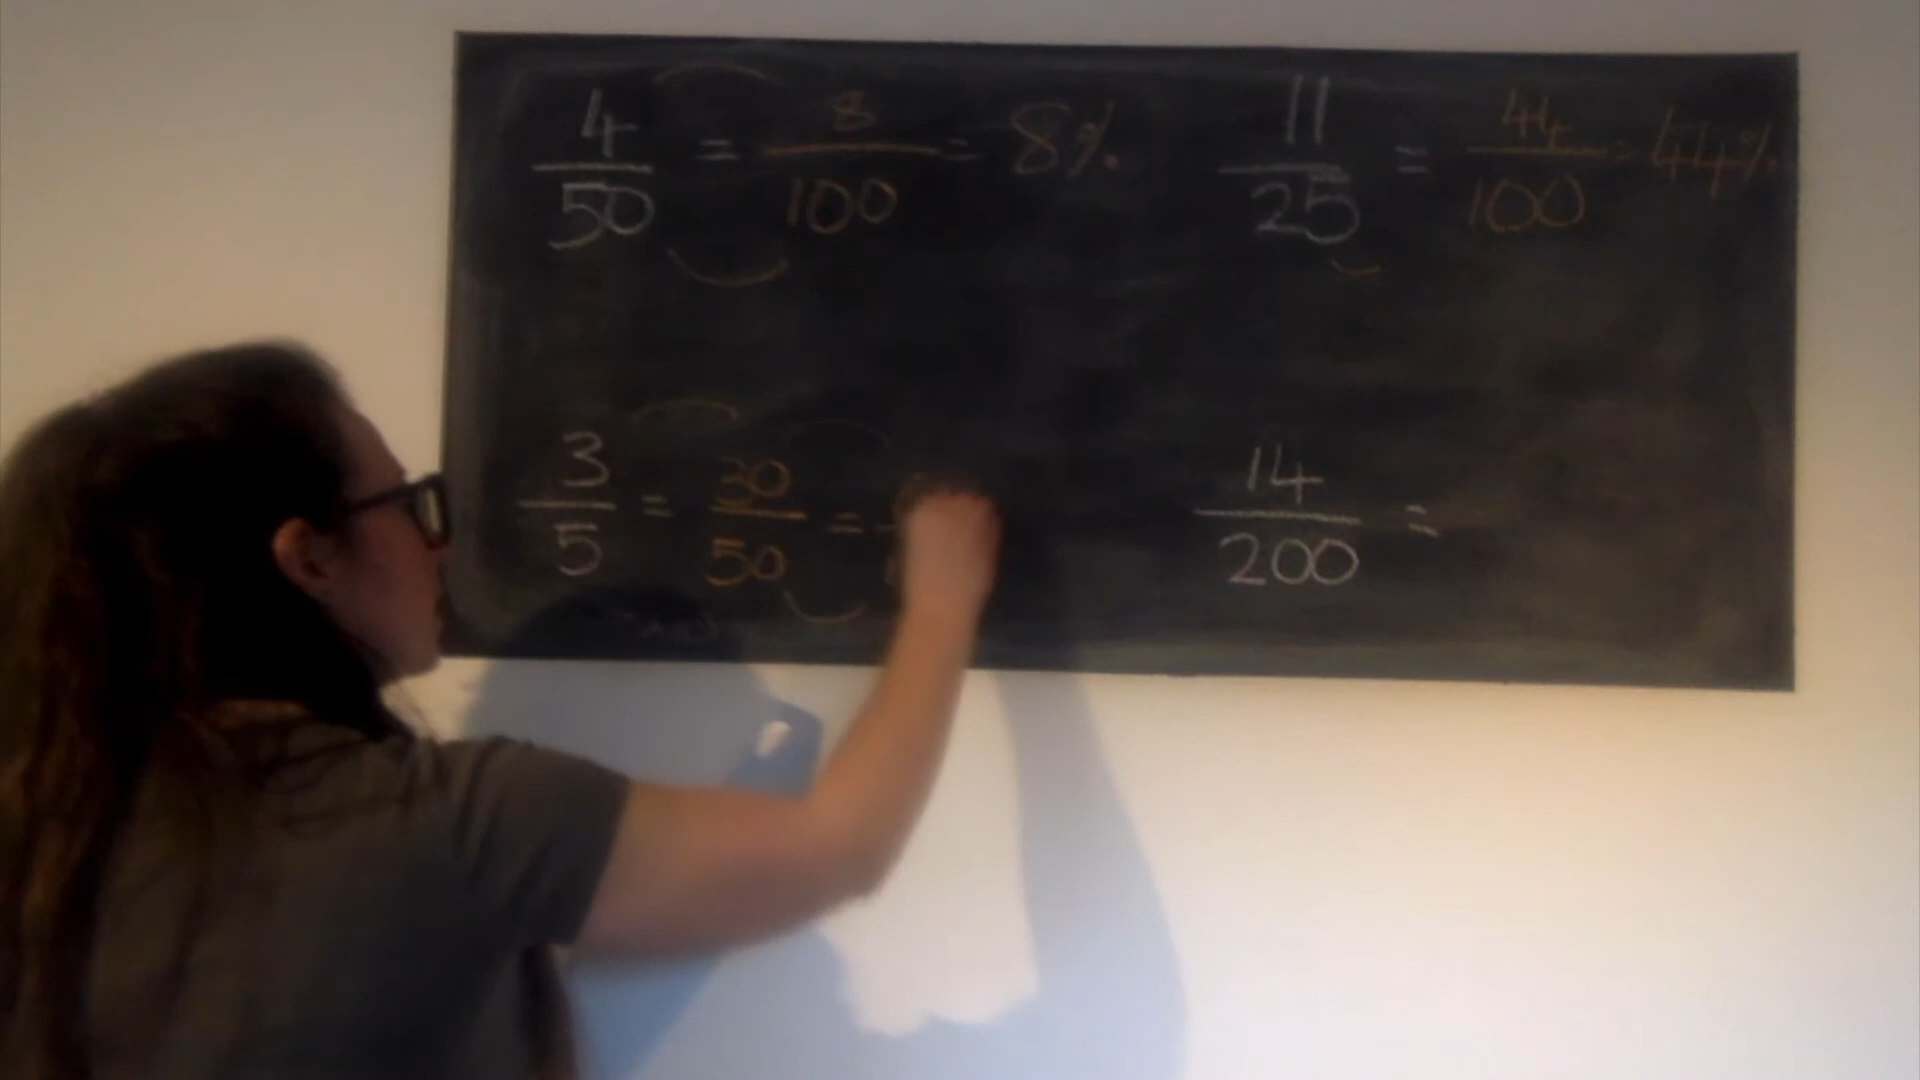 4/50 = 8/100 = 8%
11/25 = 44/100 = 44%
3/5 = 30/50 =
14/200 =